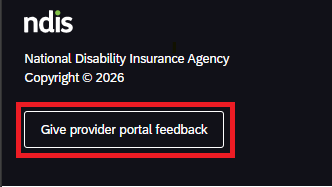 ndis
National Disability Insurance Agency
Copyright © 2026
Give provider portal feedback